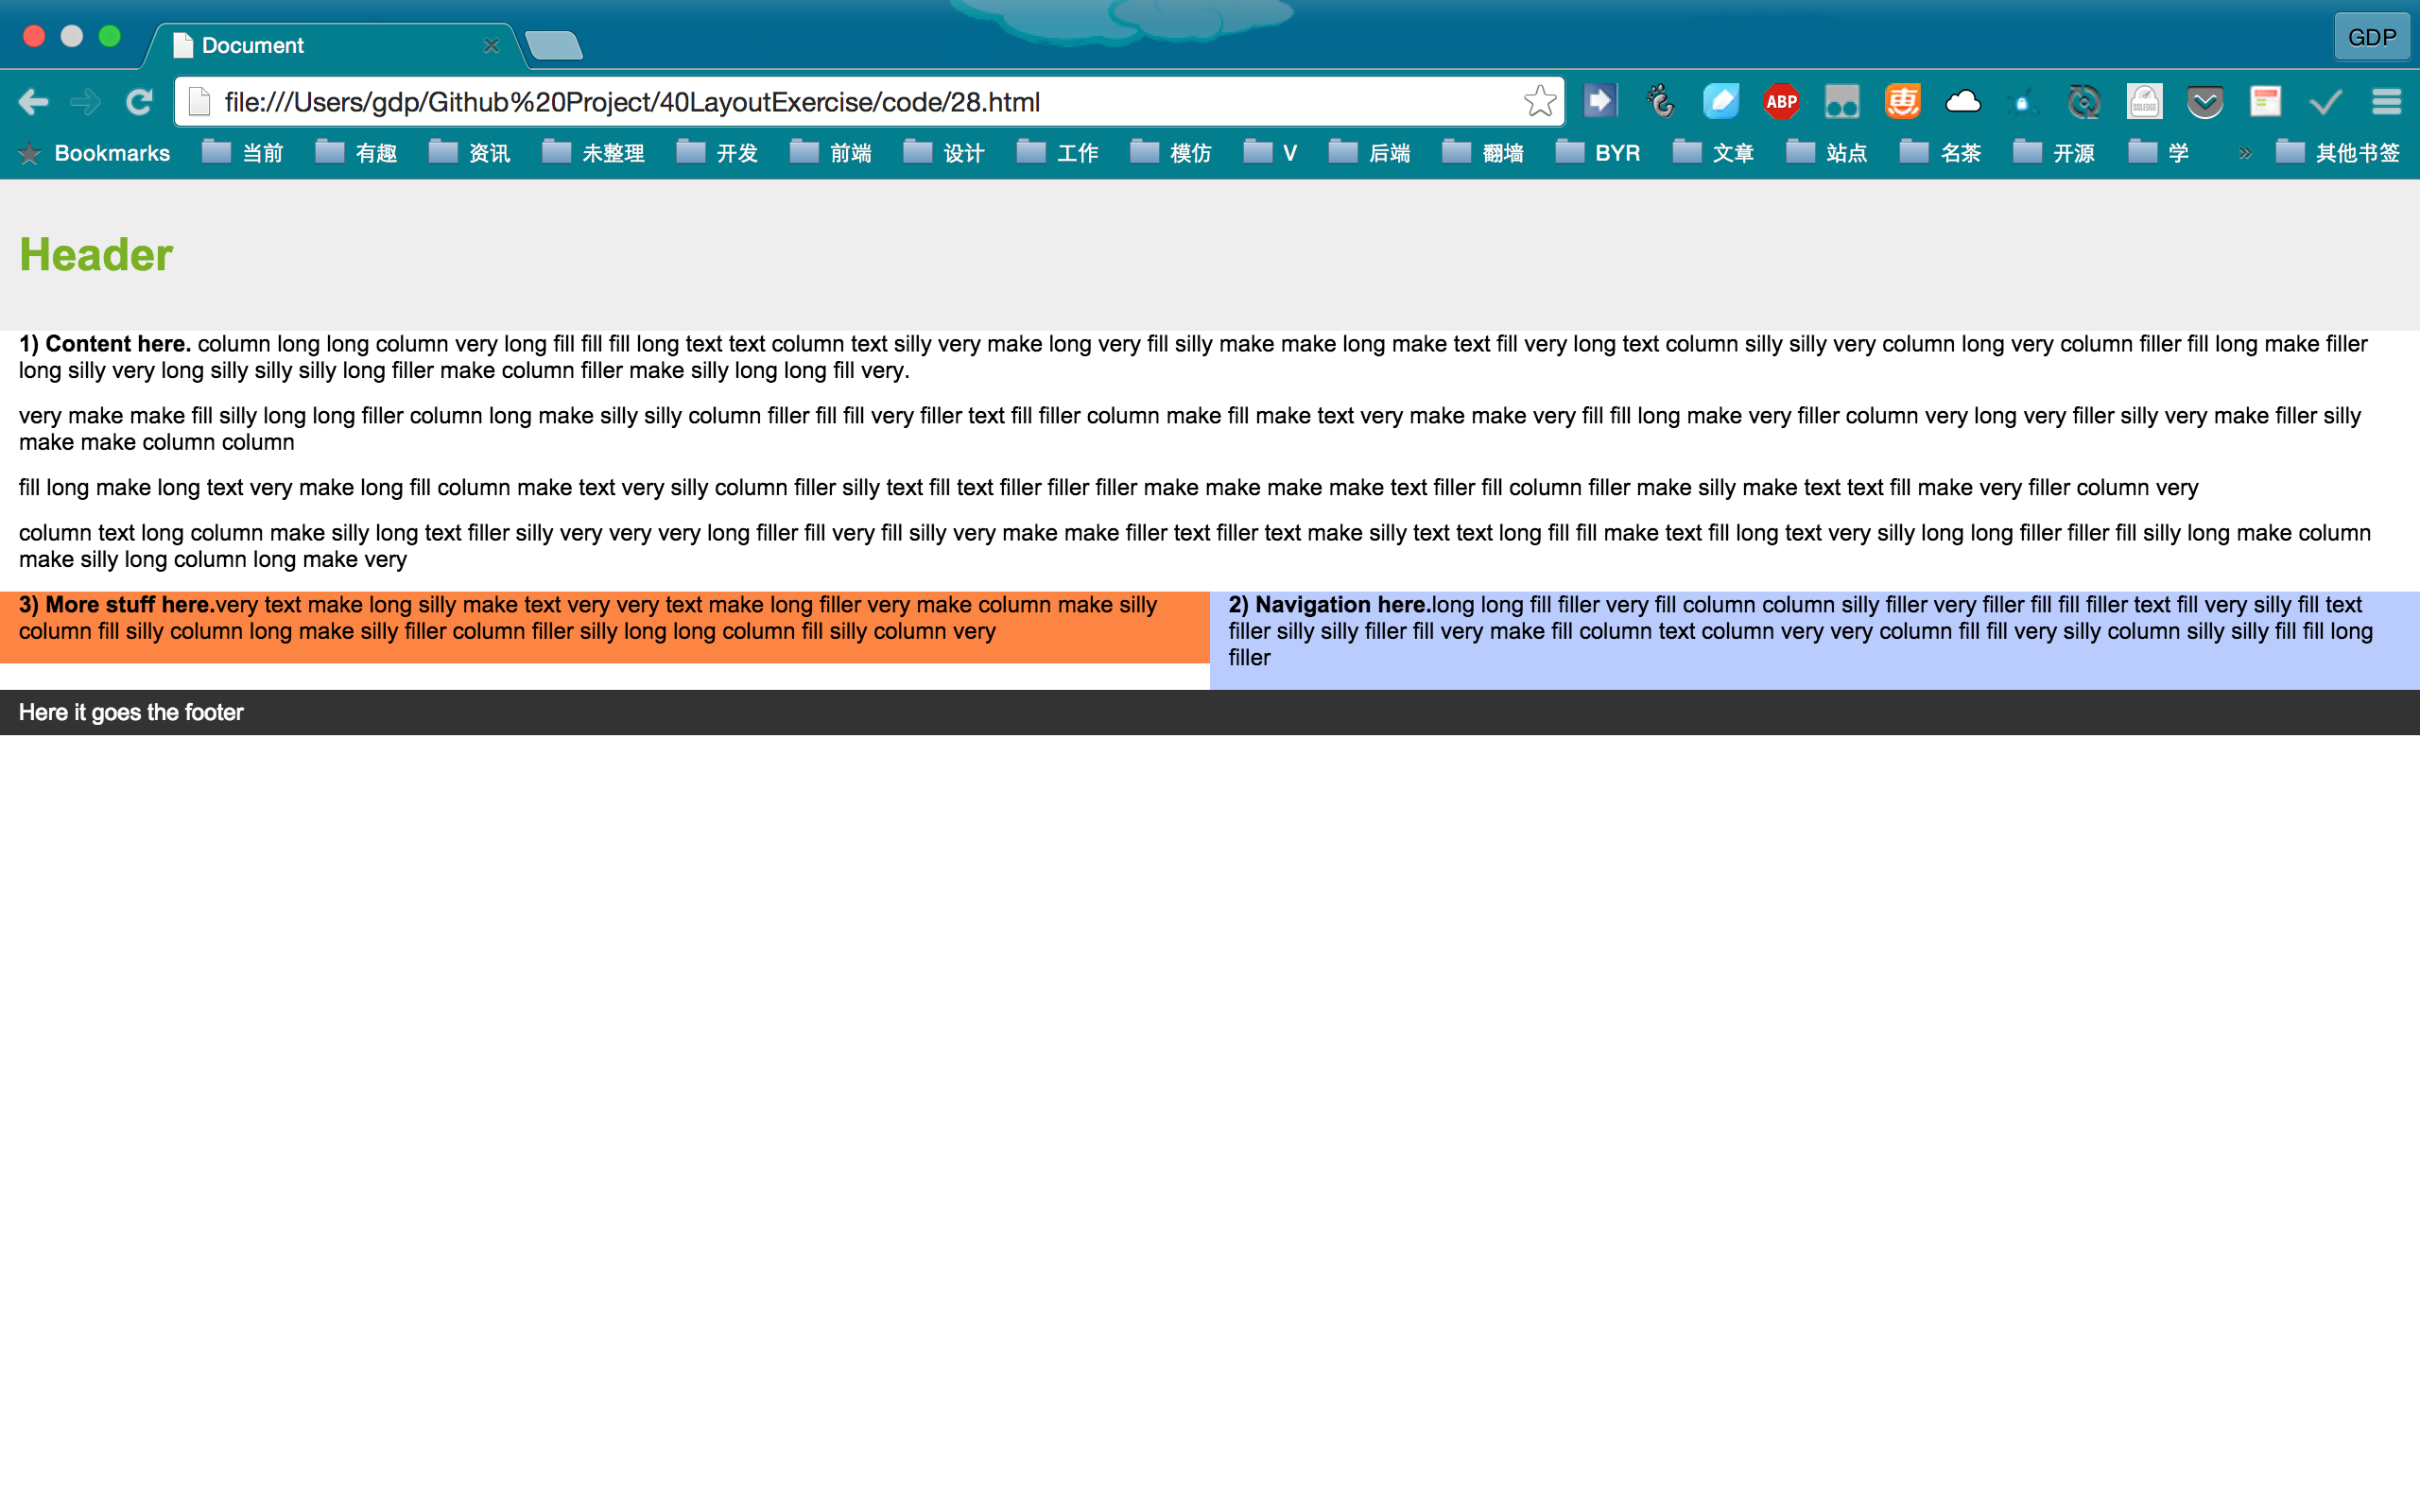 Document
GDP
file:///Users/gdp/Github%20Project/40LayoutExercise/code/28.html
ABP
惠
SSLEDGE
Bookmarks 当前 有趣 资讯 未整理 开发 前端 设计 工作 模仿 V 后端 翻墙 BYR 文章 站点 名茶 开源 学 » 其他书签
Header
1) Content here. column long long column very long fill fill fill long text text column text silly very make long very fill silly make make long make text fill very long text column silly silly very column long very column filler fill long make filler
long silly very long silly silly silly long filler make column filler make silly long long fill very.
very make make fill silly long long filler column long make silly silly column filler fill fill very filler text fill filler column make fill make text very make make very fill fill long make very filler column very long very filler silly very make filler silly
make make column column
fill long make long text very make long fill column make text very silly column filler silly text fill text filler filler filler make make make make text filler fill column filler make silly make text text fill make very filler column very
column text long column make silly long text filler silly very very very long filler fill very fill silly very make make filler text filler text make silly text text long fill fill make text fill long text very silly long long filler filler fill silly long make column
make silly long column long make very
3) More stuff here.very text make long silly make text very very text make long filler very make column make silly
column fill silly column long make silly filler column filler silly long long column fill silly column very
2) Navigation here.long long fill filler very fill column column silly filler very filler fill fill filler text fill very silly fill text
filler silly silly filler fill very make fill column text column very very column fill fill very silly column silly silly fill fill long
filler
Here it goes the footer